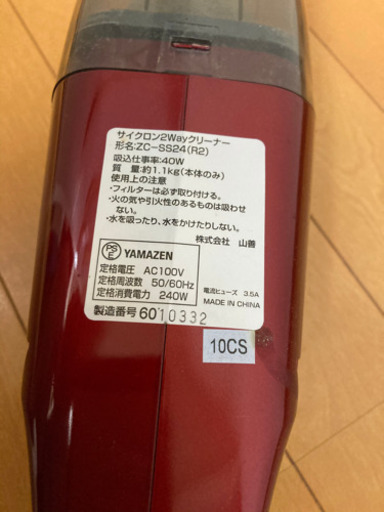 サイクロン2Wayクリーナー
形名:ZC-SS24(R2)
吸込仕事率:40W
質　量:約1.1kg(本体のみ)
使用上の注意
・フィルターは必ず取り付ける。
・火の気や引火性のあるものは吸わせ
ない。
・水を吸ったり、水をかけたりしない。
株式会社　山善
PSE YAMAZEN
定格電圧　AC100V
定格周波数　50/60Hz
定格消費電力　240W
電流ヒューズ　3.5A
MADE IN CHINA
製造番号 6010332
10CS